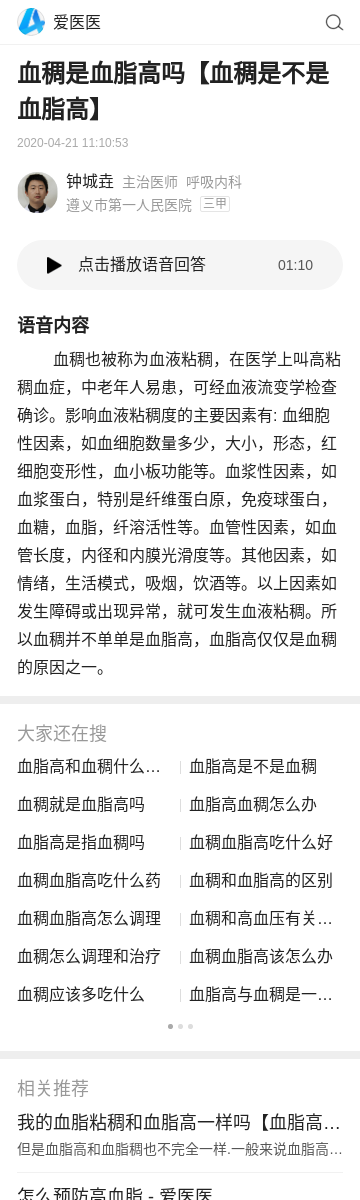 爱医医
血稠是血脂高吗【血稠是不是
血脂高】
2020-04-21 11:10:53
钟城垚 主治医师 呼吸内科
遵义市第一人民医院 三甲
点击播放语音回答 01:10
语音内容
血稠也被称为血液粘稠，在医学上叫高粘
稠血症，中老年人易患，可经血液流变学检查
确诊。影响血液粘稠度的主要因素有: 血细胞
性因素，如血细胞数量多少，大小，形态，红
细胞变形性，血小板功能等。血浆性因素，如
血浆蛋白，特别是纤维蛋白原，免疫球蛋白，
血糖，血脂，纤溶活性等。血管性因素，如血
管长度，内径和内膜光滑度等。其他因素，如
情绪，生活模式，吸烟，饮酒等。以上因素如
发生障碍或出现异常，就可发生血液粘稠。所
以血稠并不单单是血脂高，血脂高仅仅是血稠
的原因之一。
大家还在搜
血脂高和血稠什么… 血脂高是不是血稠
血稠就是血脂高吗 血脂高血稠怎么办
血脂高是指血稠吗 血稠血脂高吃什么好
血稠血脂高吃什么药 血稠和血脂高的区别
血稠血脂高怎么调理 血稠和高血压有关…
血稠怎么调理和治疗 血稠血脂高该怎么办
血稠应该多吃什么 血脂高与血稠是一…
相关推荐
我的血脂粘稠和血脂高一样吗【血脂高…
但是血脂高和血脂稠也不完全一样.一般来说血脂高…
怎么预防高血脂 - 爱医医